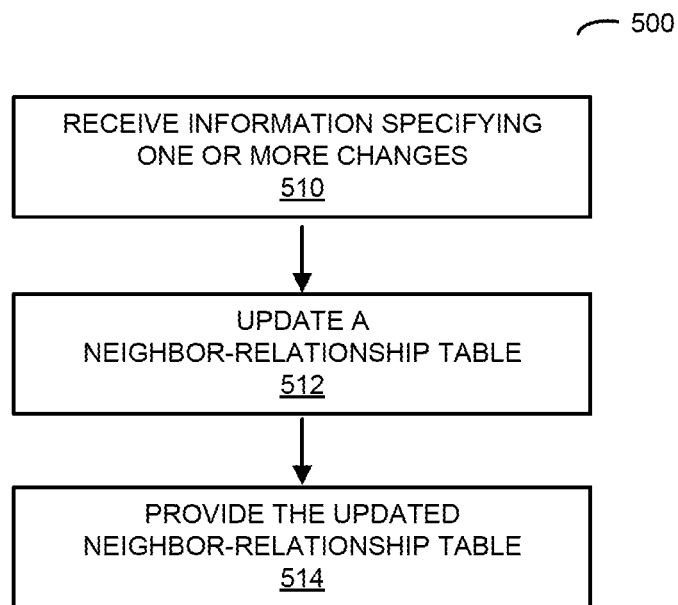 500
RECEIVE INFORMATION SPECIFYING
ONE OR MORE CHANGES
510
UPDATE A
NEIGHBOR-RELATIONSHIP TABLE
512
PROVIDE THE UPDATED
NEIGHBOR-RELATIONSHIP TABLE
514